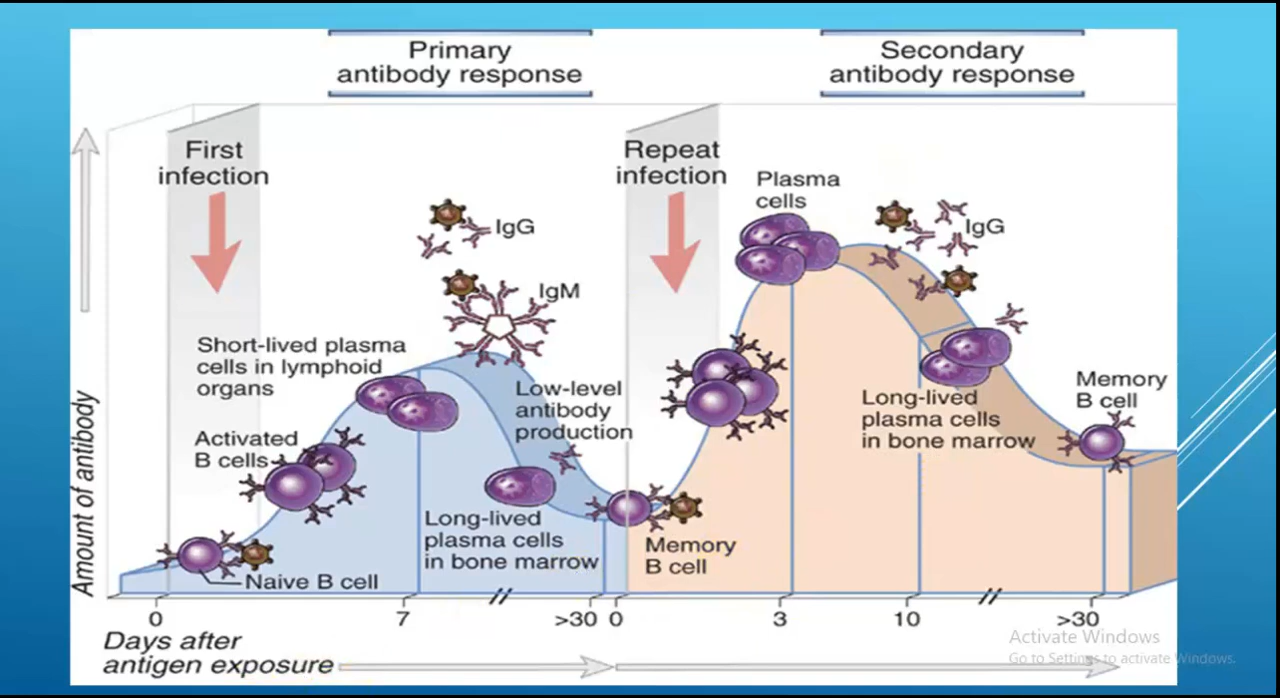 Primary
antibody response
Secondary
antibody response
First
infection
Repeat
infection
Plasma
cells
IgG
IgG
IgM
Short-lived plasma
cells in lymphoid
organs
Low-level
antibody
production
Long-lived
plasma cells
in bone marrow
Memory
B cell
Activated
B cells
Long-lived
plasma cells
in bone marrow
Memory
B cell
Naive B cell
Amount of antibody
0
7
>30
0
3
10
>30
Days after
antigen exposure
Activate Windows
Go to Settings to activate Windows.